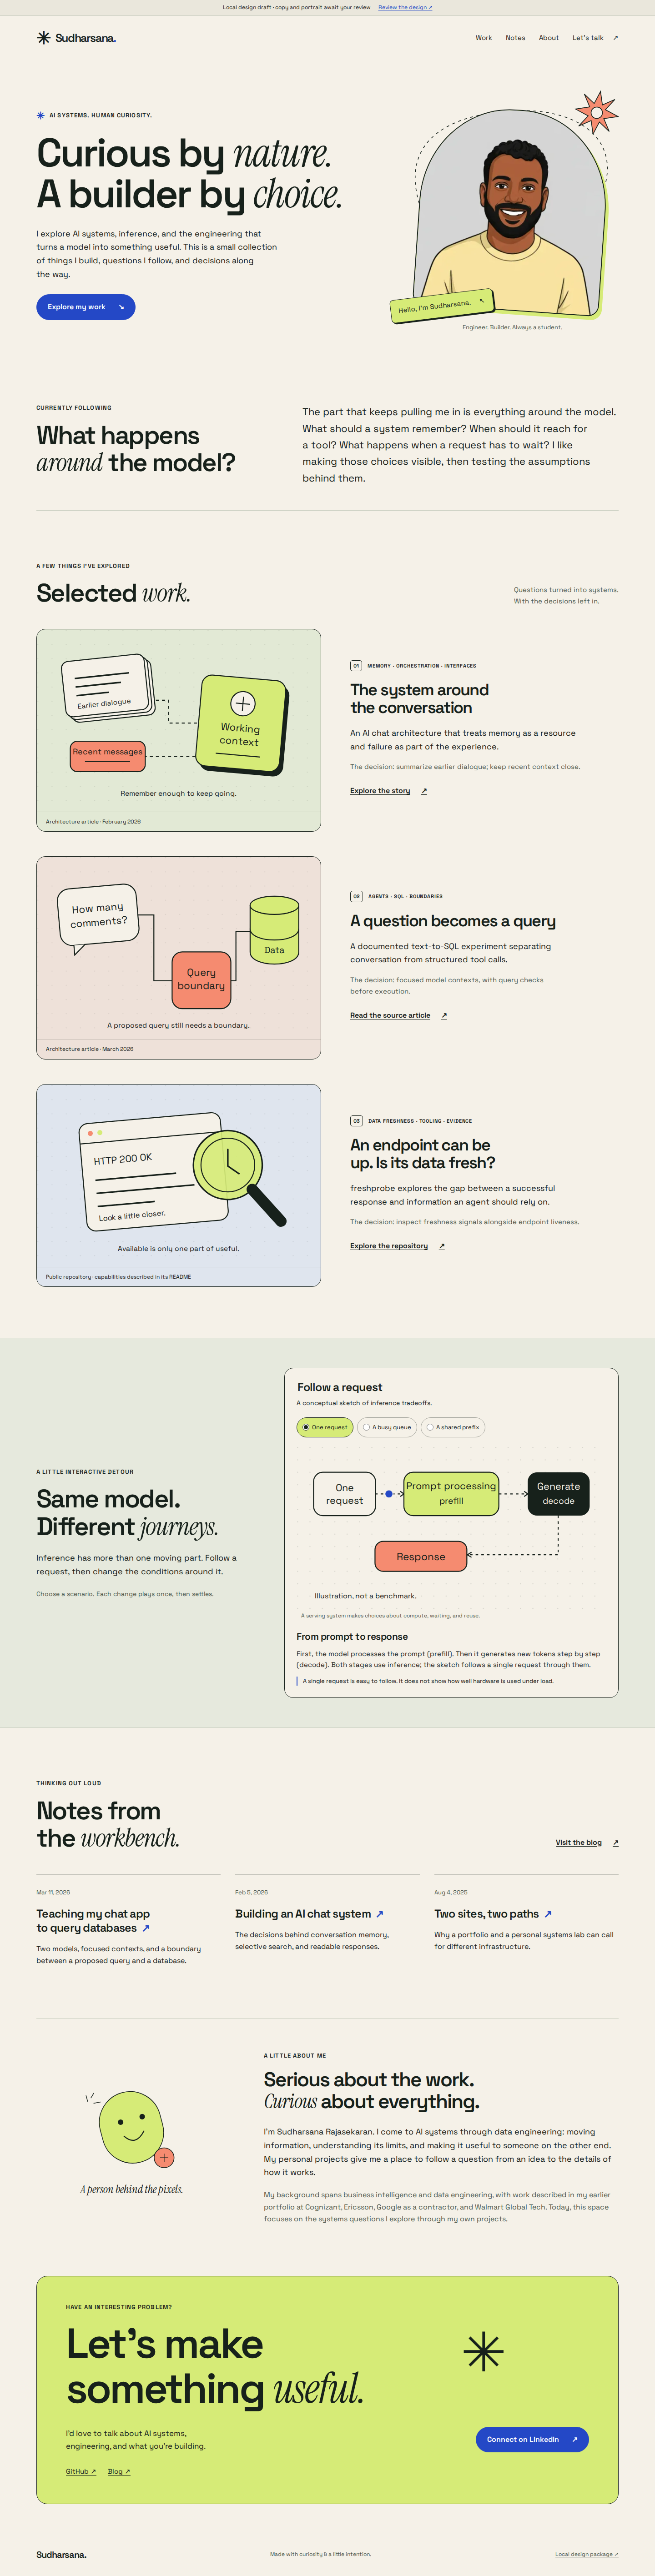 Local design draft · copy and portrait await your review Review the design ↗
Sudharsana.
Work Notes About Let's talk ↗
AI SYSTEMS. HUMAN CURIOSITY.
Curious by nature.
A builder by choice.
I explore AI systems, inference, and the engineering that
turns a model into something useful. This is a small collection
of things I build, questions I follow, and decisions along
the way.
Explore my work ↘
Hello, I'm Sudharsana. ↖
Engineer. Builder. Always a student.
CURRENTLY FOLLOWING
What happens
around the model?
The part that keeps pulling me in is everything around the model.
What should a system remember? When should it reach for
a tool? What happens when a request has to wait? I like
making those choices visible, then testing the assumptions
behind them.
A FEW THINGS I'VE EXPLORED
Selected work.
Questions turned into systems.
With the decisions left in.
Earlier dialogue
Recent messages
Working
context
Remember enough to keep going.
Architecture article · February 2026
01 MEMORY · ORCHESTRATION · INTERFACES
The system around
the conversation
An AI chat architecture that treats memory as a resource
and failure as part of the experience.
The decision: summarize earlier dialogue; keep recent context close.
Explore the story ↗
How many
comments?
Data
Query
boundary
A proposed query still needs a boundary.
Architecture article · March 2026
02 AGENTS · SQL · BOUNDARIES
A question becomes a query
A documented text-to-SQL experiment separating
conversation from structured tool calls.
The decision: focused model contexts, with query checks
before execution.
Read the source article ↗
HTTP 200 OK
Look a little closer.
Available is only one part of useful.
Public repository · capabilities described in its README
03 DATA FRESHNESS · TOOLING · EVIDENCE
An endpoint can be
up. Is its data fresh?
freshprobe explores the gap between a successful
response and information an agent should rely on.
The decision: inspect freshness signals alongside endpoint liveness.
Explore the repository ↗
A LITTLE INTERACTIVE DETOUR
Same model.
Different journeys.
Inference has more than one moving part. Follow a
request, then change the conditions around it.
Choose a scenario. Each change plays once, then settles.
Follow a request
A conceptual sketch of inference tradeoffs.
One request A busy queue A shared prefix
One
request
Prompt processing
prefill
Generate
decode
Response
Illustration, not a benchmark.
A serving system makes choices about compute, waiting, and reuse.
From prompt to response
First, the model processes the prompt (prefill). Then it generates new tokens step by step
(decode). Both stages use inference; the sketch follows a single request through them.
A single request is easy to follow. It does not show how well hardware is used under load.
THINKING OUT LOUD
Notes from
the workbench.
Visit the blog ↗
Mar 11, 2026
Teaching my chat app
to query databases ↗
Two models, focused contexts, and a boundary
between a proposed query and a database.
Feb 5, 2026
Building an AI chat system ↗
The decisions behind conversation memory,
selective search, and readable responses.
Aug 4, 2025
Two sites, two paths ↗
Why a portfolio and a personal systems lab can call
for different infrastructure.
A person behind the pixels.
A LITTLE ABOUT ME
Serious about the work.
Curious about everything.
I'm Sudharsana Rajasekaran. I come to AI systems through data engineering: moving
information, understanding its limits, and making it useful to someone on the other end.
My personal projects give me a place to follow a question from an idea to the details of
how it works.
My background spans business intelligence and data engineering, with work described in my earlier
portfolio at Cognizant, Ericsson, Google as a contractor, and Walmart Global Tech. Today, this space
focuses on the systems questions I explore through my own projects.
HAVE AN INTERESTING PROBLEM?
Let's make
something useful.
I'd love to talk about AI systems,
engineering, and what you're building.
GitHub ↗ Blog ↗
Connect on LinkedIn ↗
Sudharsana.
Made with curiosity & a little intention.
Local design package ↗